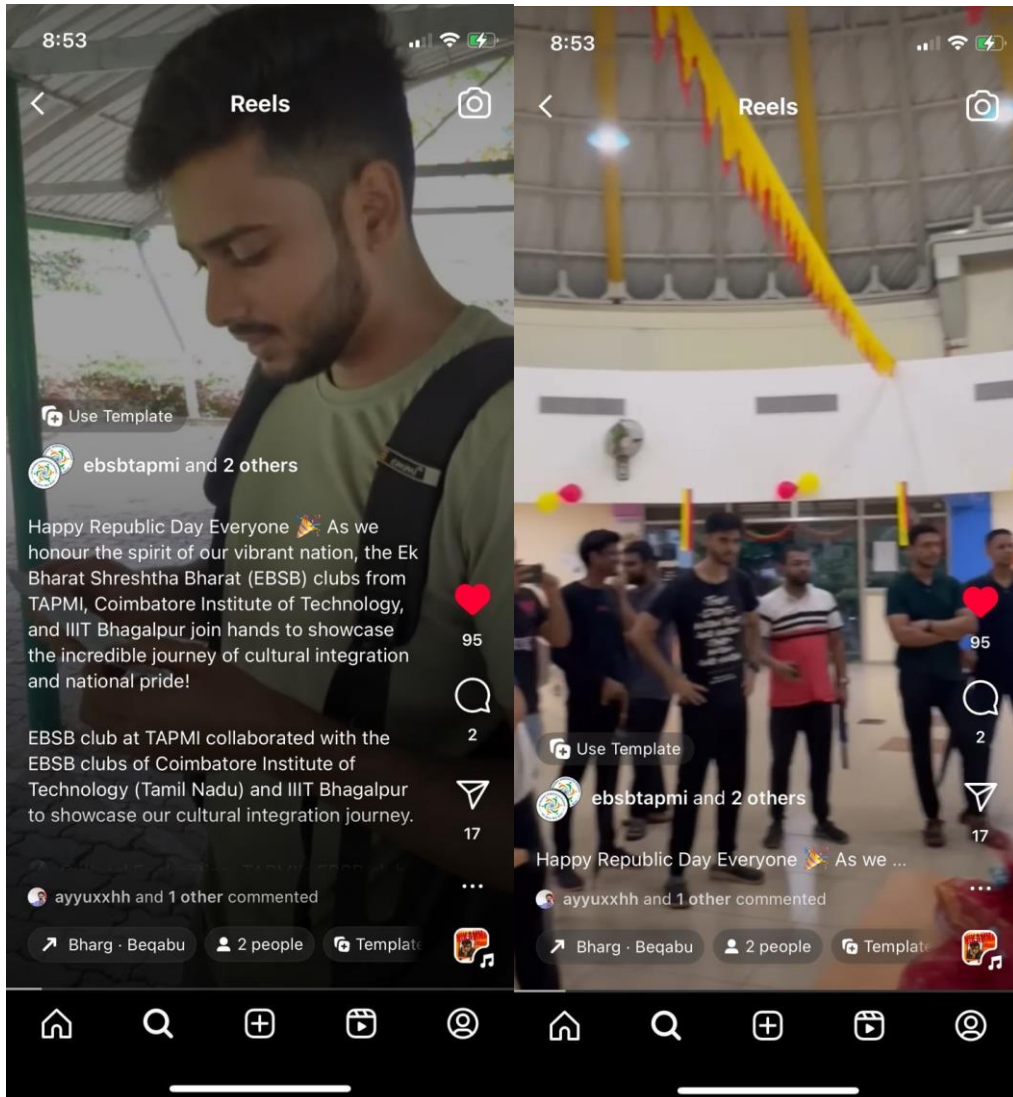 8:53
Reels
Use Template
ebsbtapmi and 2 others
Happy Republic Day Everyone 🎉 As we
honour the spirit of our vibrant nation, the Ek
Bharat Shreshtha Bharat (EBSB) clubs from
TAPMI, Coimbatore Institute of Technology,
and IIIT Bhagalpur join hands to showcase
the incredible journey of cultural integration
and national pride!
EBSB club at TAPMI collaborated with the
EBSB clubs of Coimbatore Institute of
Technology (Tamil Nadu) and IIIT Bhagalpur
to showcase our cultural integration journey.
95
2
17
ayyuxxhh and 1 other commented
Bharg · Beqabu
2 people
Template
8:53
Reels
Use Template
ebsbtapmi and 2 others
Happy Republic Day Everyone 🎉 As we ...
95
2
17
ayyuxxhh and 1 other commented
Bharg · Beqabu
2 people
Template